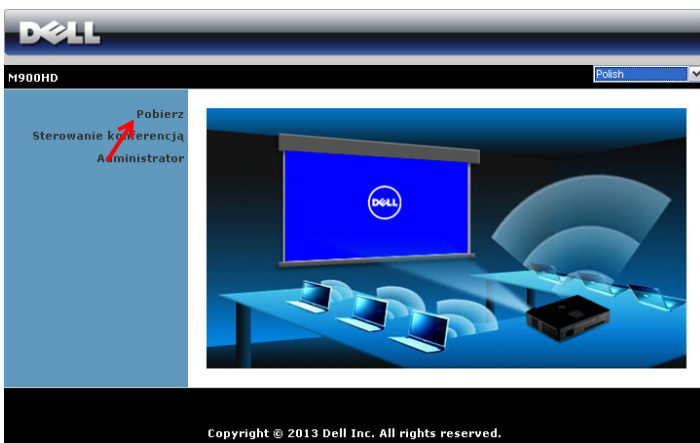 DELL
M900HD
Polish
Pobierz
Sterowanie konferencją
Administrator
DELL
Copyright © 2013 Dell Inc. All rights reserved.